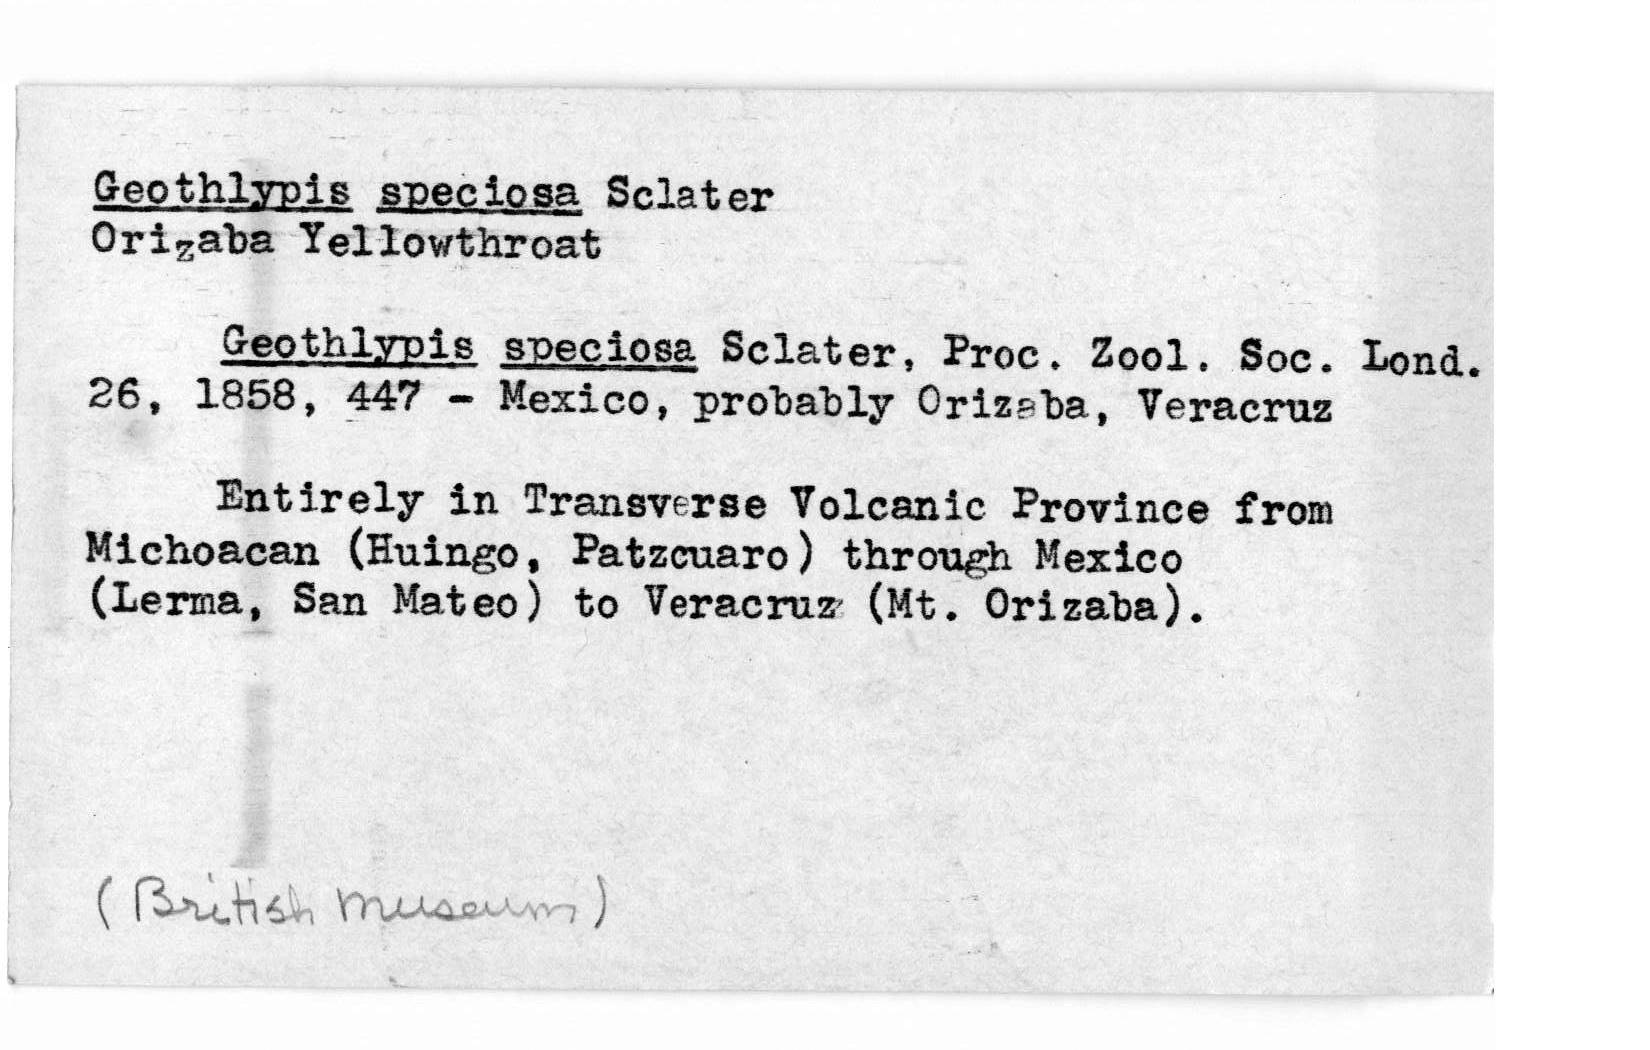 Geothlypis speciosa Sclater
Orizaba Yellowthroat
Geothlypis speciosa Sclater, Proc. Zool. Soc. Lond.
26, 1858, 447 - Mexico, probably Orizaba, Veracruz
Entirely in Transverse Volcanic Province from
Michoacan (Huingo, Patzcuaro) through Mexico
(Lerma, San Mateo) to Veracruz (Mt. Orizaba).
(British Museum)